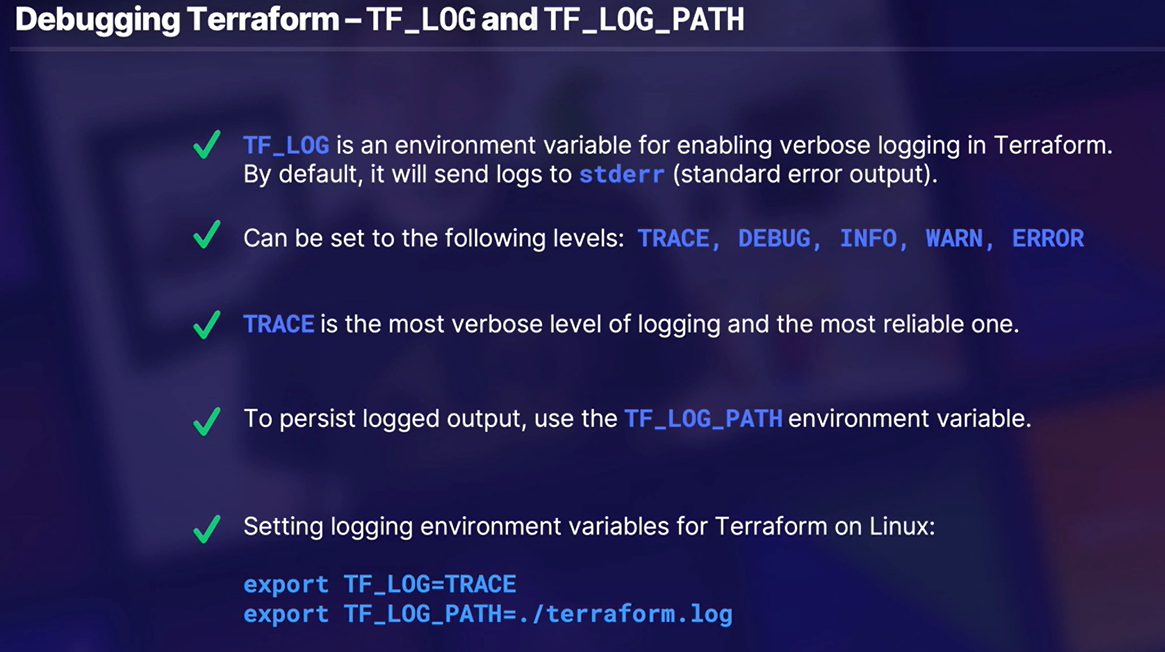 Debugging Terraform – TF_LOG and TF_LOG_PATH
TF_LOG is an environment variable for enabling verbose logging in Terraform.
By default, it will send logs to stderr (standard error output).
Can be set to the following levels: TRACE, DEBUG, INFO, WARN, ERROR
TRACE is the most verbose level of logging and the most reliable one.
To persist logged output, use the TF_LOG_PATH environment variable.
Setting logging environment variables for Terraform on Linux:
export TF_LOG=TRACE
export TF_LOG_PATH=./terraform.log